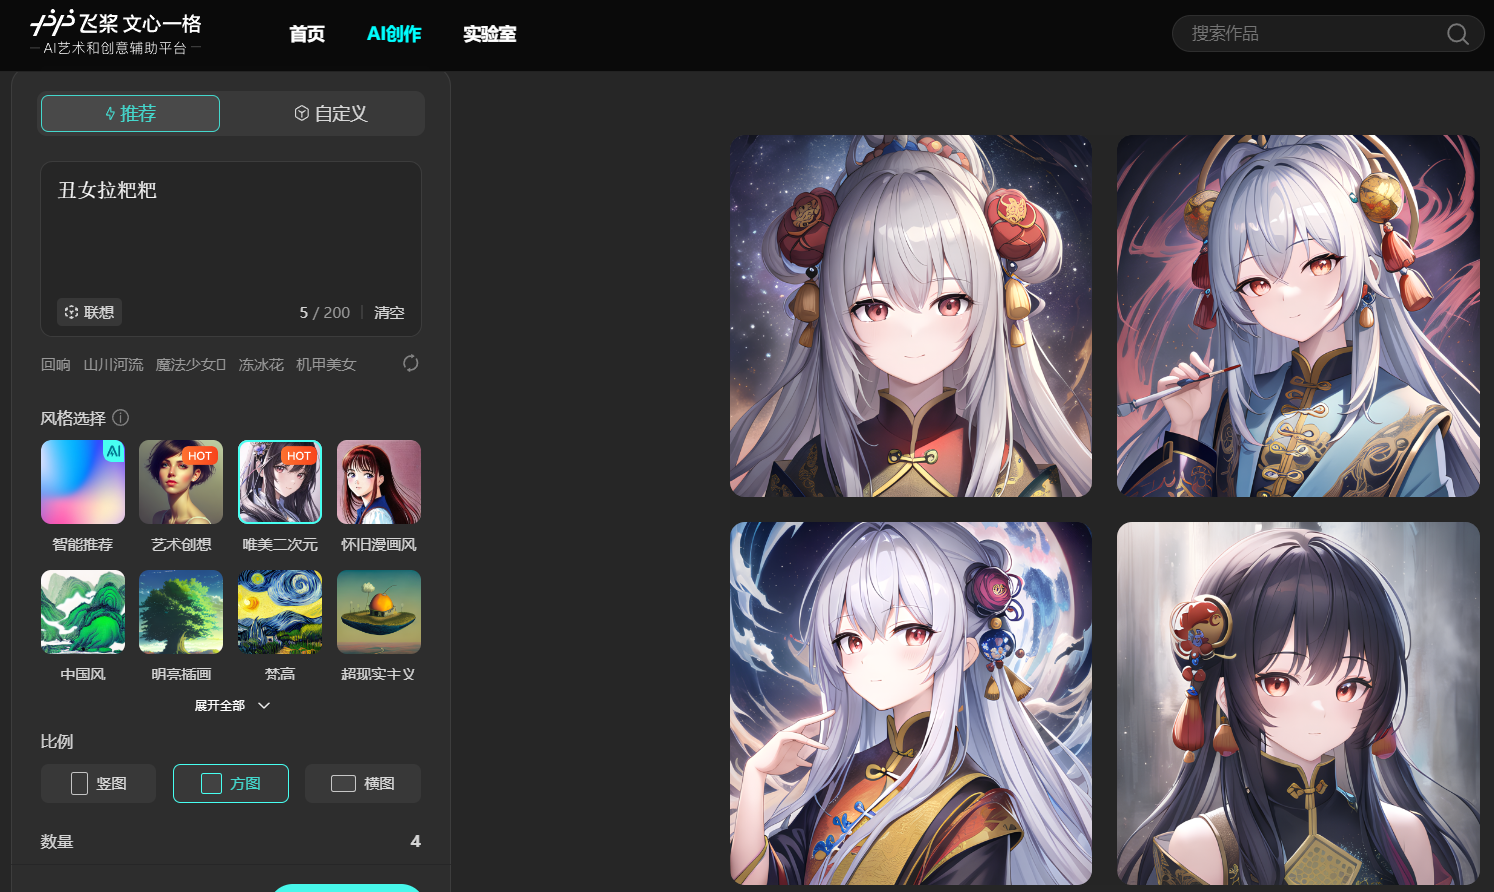 飞桨 文心一格
AI艺术和创意辅助平台
首页 AI创作 实验室
搜索作品
推荐 自定义
丑女拉粑粑
联想 5 / 200 清空
回响 山川河流 魔法少女 冻冰花 机甲美女
风格选择
AI HOT HOT
智能推荐 艺术创想 唯美二次元 怀旧漫画风
中国风 明亮插画 梵高 超现实主义
展开全部
比例
竖图 方图 横图
数量 4